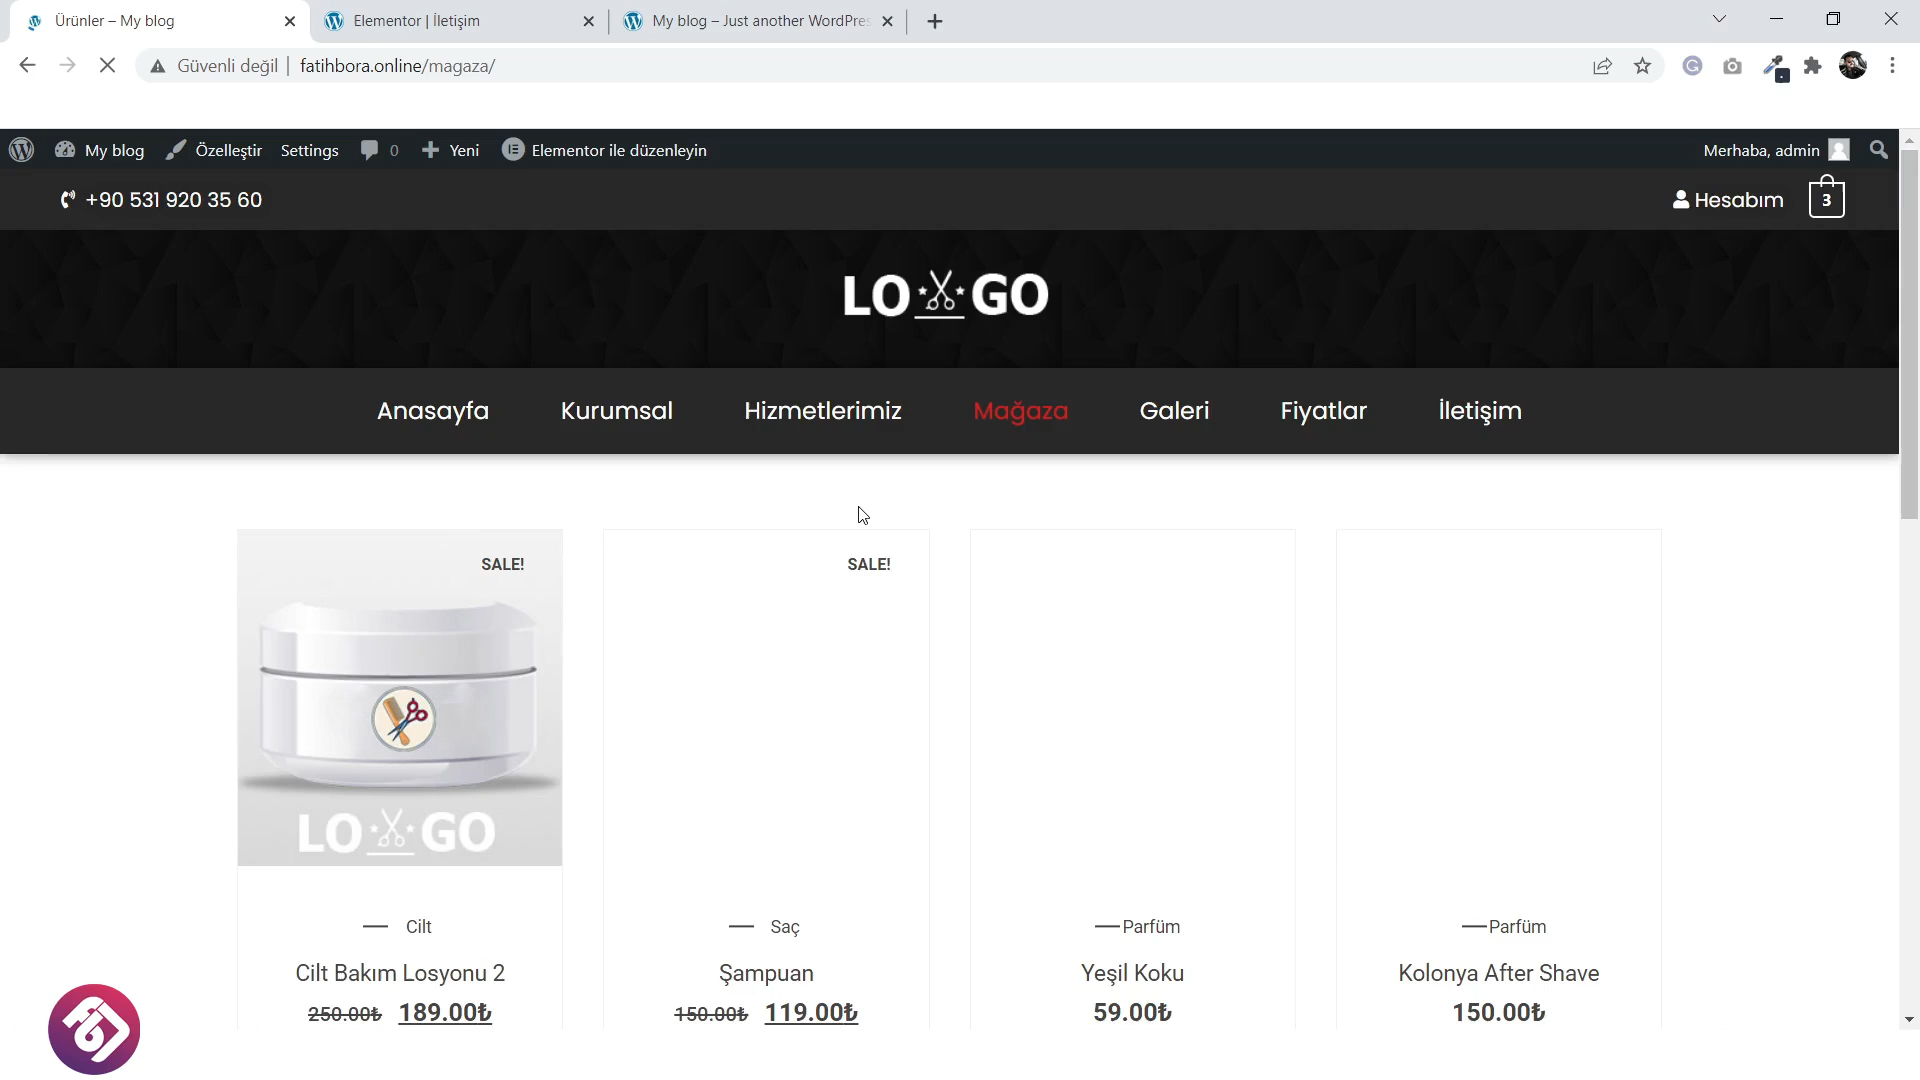 Ürünler – My blog
Elementor | İletişim
My blog – Just another WordPres
Güvenli değil | fatihbora.online/magaza/
My blog
Özelleştir
Settings
0
Yeni
Elementor ile düzenleyin
Merhaba, admin
+90 531 920 35 60
Hesabım
3
LO GO
Anasayfa
Kurumsal
Hizmetlerimiz
Mağaza
Galeri
Fiyatlar
İletişim
SALE!
LO GO
Cilt
Cilt Bakım Losyonu 2
250.00₺ 189.00₺
SALE!
Saç
Şampuan
150.00₺ 119.00₺
Parfüm
Yeşil Koku
59.00₺
Parfüm
Kolonya After Shave
150.00₺